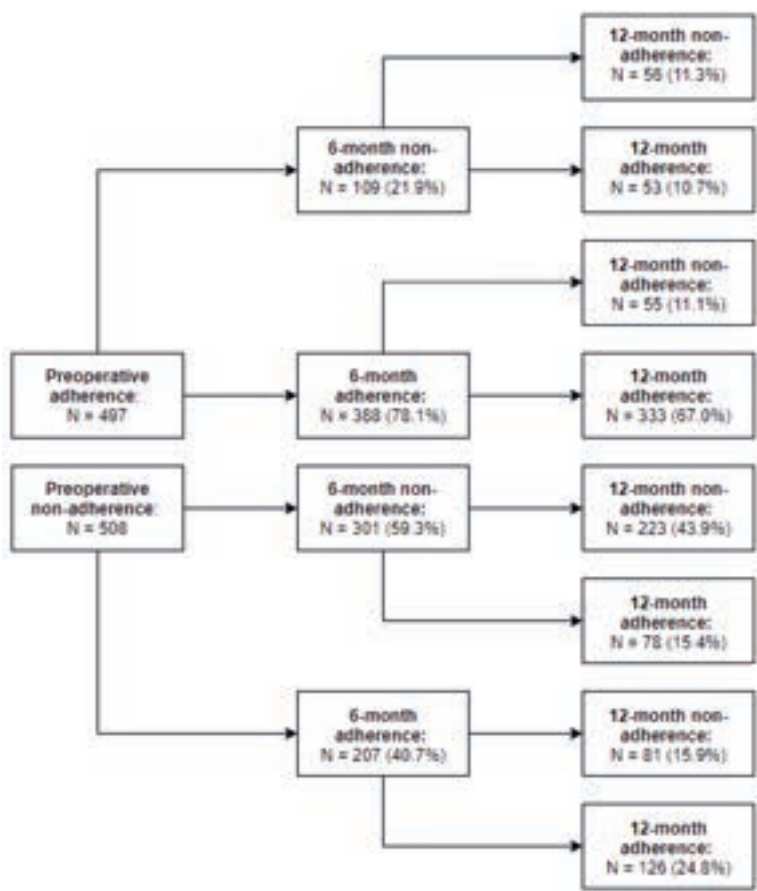 12-month non-
adherence:
N = 56 (11.3%)
6-month non-
adherence:
N = 109 (21.9%)
12-month
adherence:
N = 53 (10.7%)
12-month non-
adherence:
N = 55 (11.1%)
Preoperative
adherence:
N = 497
6-month
adherence:
N = 388 (78.1%)
12-month
adherence:
N = 333 (67.0%)
Preoperative
non-adherence:
N = 508
6-month non-
adherence:
N = 301 (59.3%)
12-month non-
adherence:
N = 223 (43.9%)
12-month
adherence:
N = 78 (15.4%)
6-month
adherence:
N = 207 (40.7%)
12-month non-
adherence:
N = 81 (15.9%)
12-month
adherence:
N = 126 (24.8%)